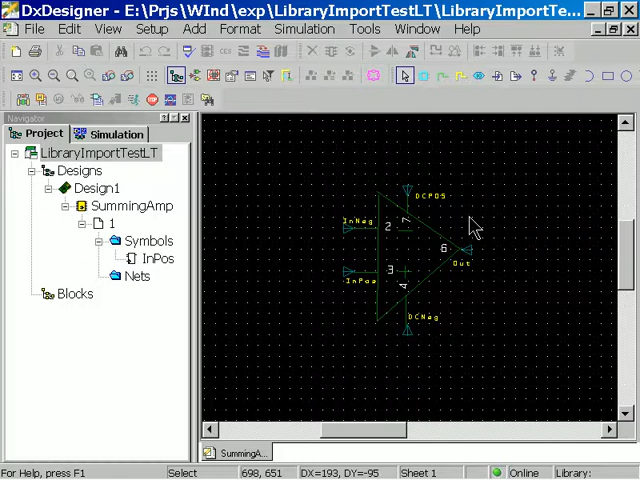 DxDesigner - E:\Prjs\WInd\exp\LibraryImportTestLT\LibraryImportTe...
File Edit View Setup Add Format Simulation Tools Window Help
Navigator
Project Simulation
LibraryImportTestLT
Designs
Design1
SummingAmp
1
Symbols
InPos
Nets
Blocks
DCPOS
7
InNeg
2
6
Out
3
InPos
4
DCNeg
SummingA...
Help, press F1 Select 698, 651 DX=193, DY=-95 Sheet 1 Online Library: